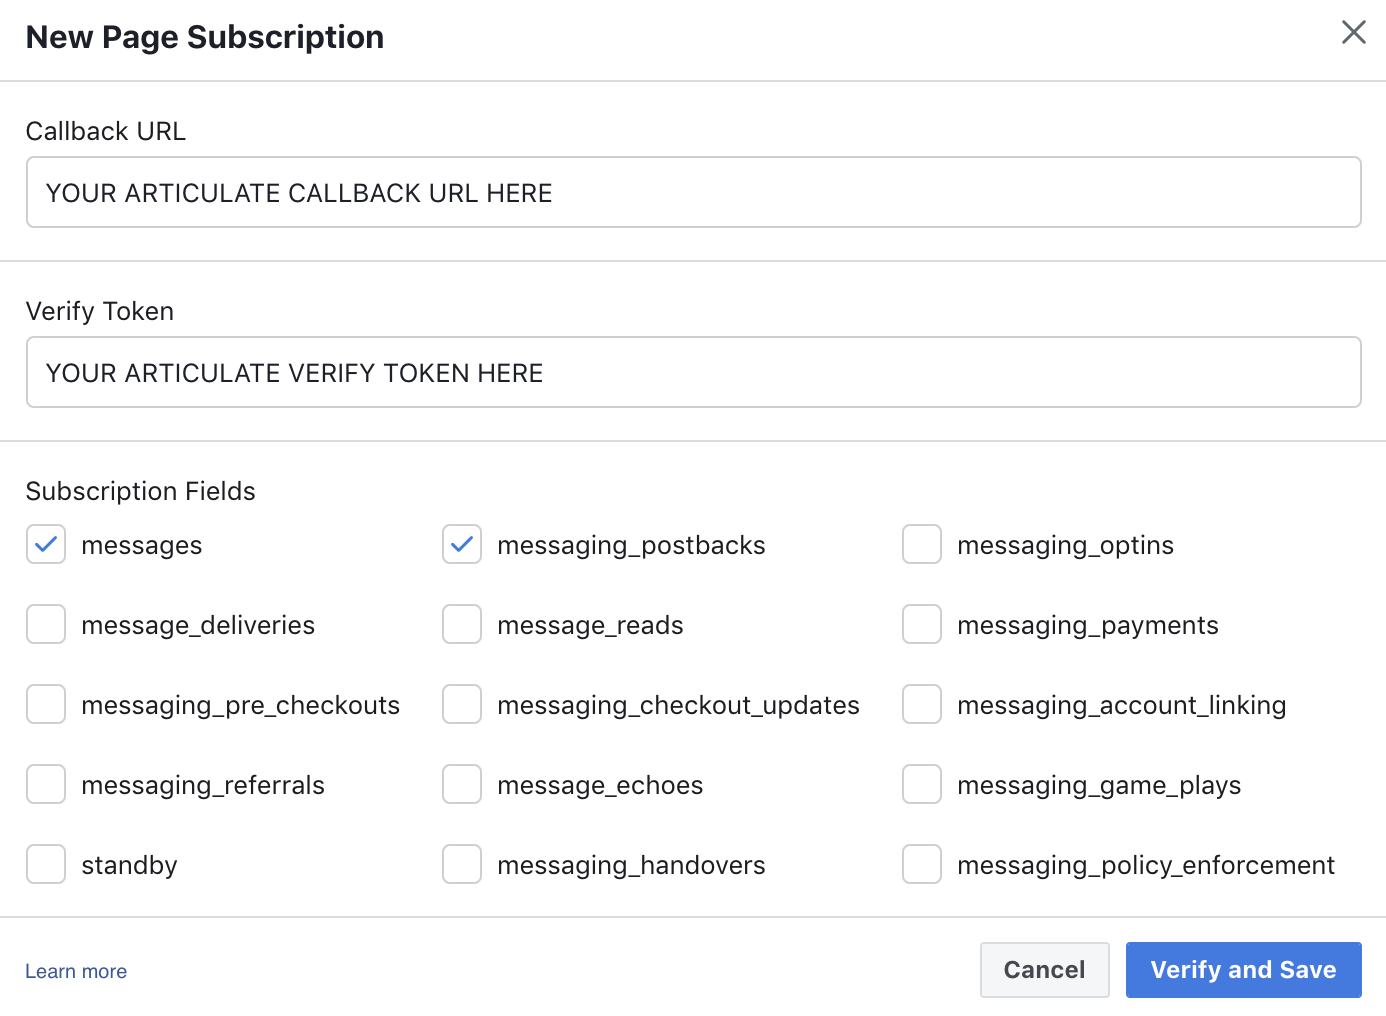 New Page Subscription
Callback URL
YOUR ARTICULATE CALLBACK URL HERE
Verify Token
YOUR ARTICULATE VERIFY TOKEN HERE
Subscription Fields
messages messaging_postbacks messaging_optins
message_deliveries message_reads messaging_payments
messaging_pre_checkouts messaging_checkout_updates messaging_account_linking
messaging_referrals message_echoes messaging_game_plays
standby messaging_handovers messaging_policy_enforcement
Learn more Cancel Verify and Save